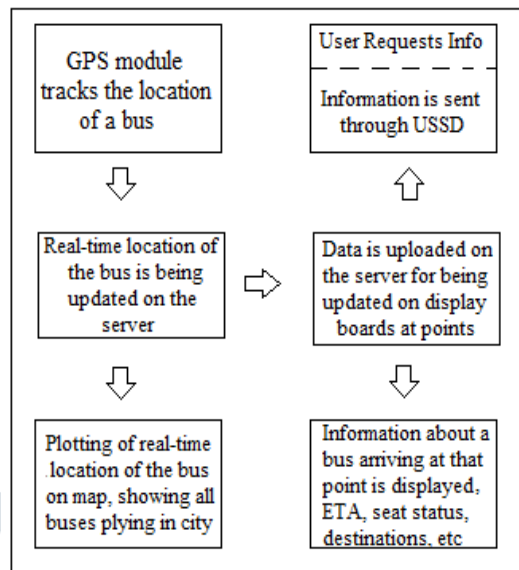 GPS module
tracks the location
of a bus
User Requests Info
Information is sent
through USSD
Real-time location of
the bus is being
updated on the
server
Data is uploaded on
the server for being
updated on display
boards at points
Plotting of real-time
location of the bus
on map, showing all
buses plying in city
Information about a
bus arriving at that
point is displayed,
ETA, seat status,
destinations, etc